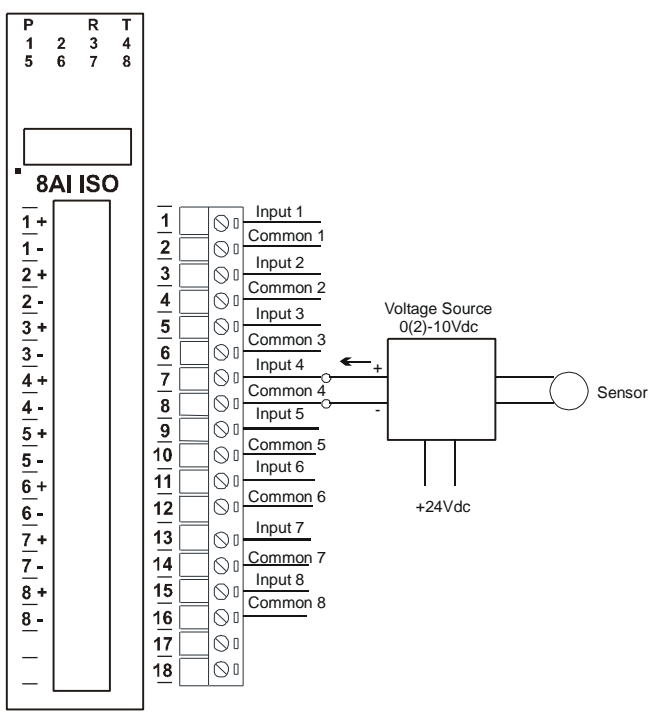 P R T
1 2 3 4
5 6 7 8
8AI ISO
1 +
1 -
2 +
2 -
3 +
3 -
4 +
4 -
5 +
5 -
6 +
6 -
7 +
7 -
8 +
8 -
1 Input 1
2 Common 1
3 Input 2
4 Common 2
5 Input 3
6 Common 3
7 Input 4
8 Common 4
9 Input 5
10 Common 5
11 Input 6
12 Common 6
13 Input 7
14 Common 7
15 Input 8
16 Common 8
17
18
Voltage Source
0(2)-10Vdc
+
-
Sensor
+24Vdc